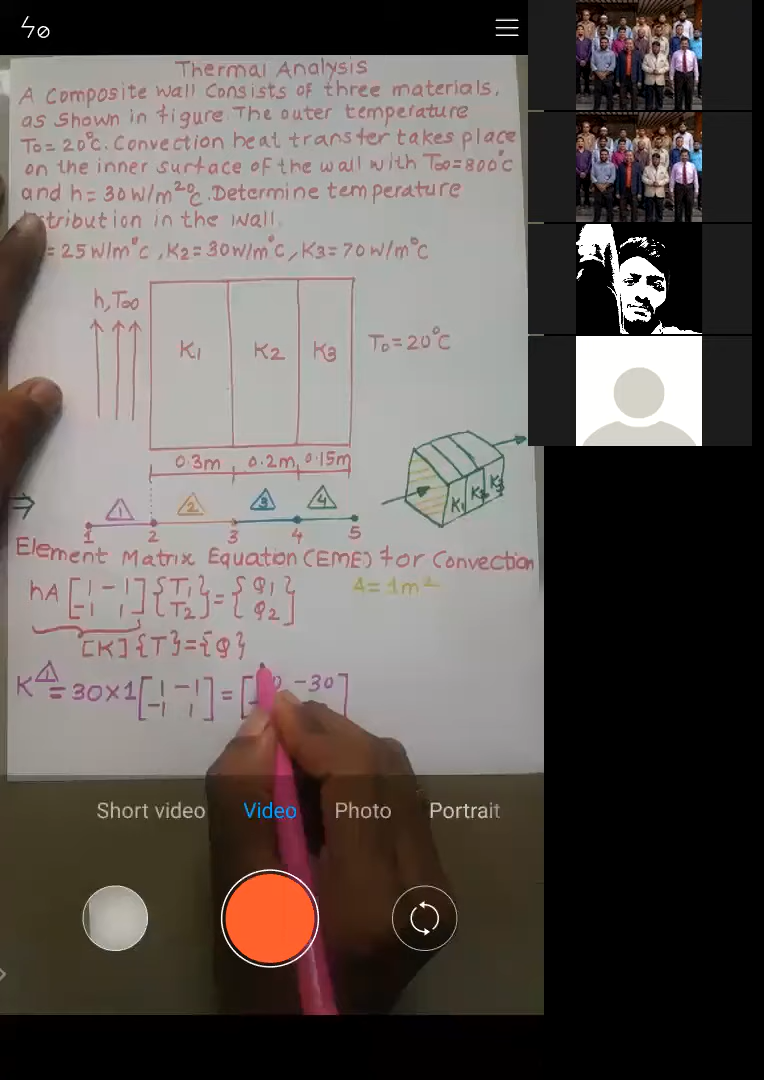 Thermal Analysis
A Composite wall Consists of three materials,
as shown in figure. The outer temperature
T0 = 20°C. Convection heat transfer takes place
on the inner surface of the wall with T∞=800°C
and h= 30 W/m²°C. Determine temperature
tribution in the wall.
= 25 W/m°C, K2= 30W/m°C, K3= 70 W/m°C
h, T∞
K1 K2 K3
T0 = 20°C
0.3m 0.2m 0.15m
K1 K2 K3
⇒
1 2 3 4
1 2 3 4 5
Element Matrix Equation (EME) for Convection
hA [1 -1 -1 1] {T1 T2} = {Q1 Q2}
A = 1m²
[K] {T} = {Q}
K 1 = 30×1 [1 -1 -1 1] = [ -30 ]
Short video Video Photo Portrait